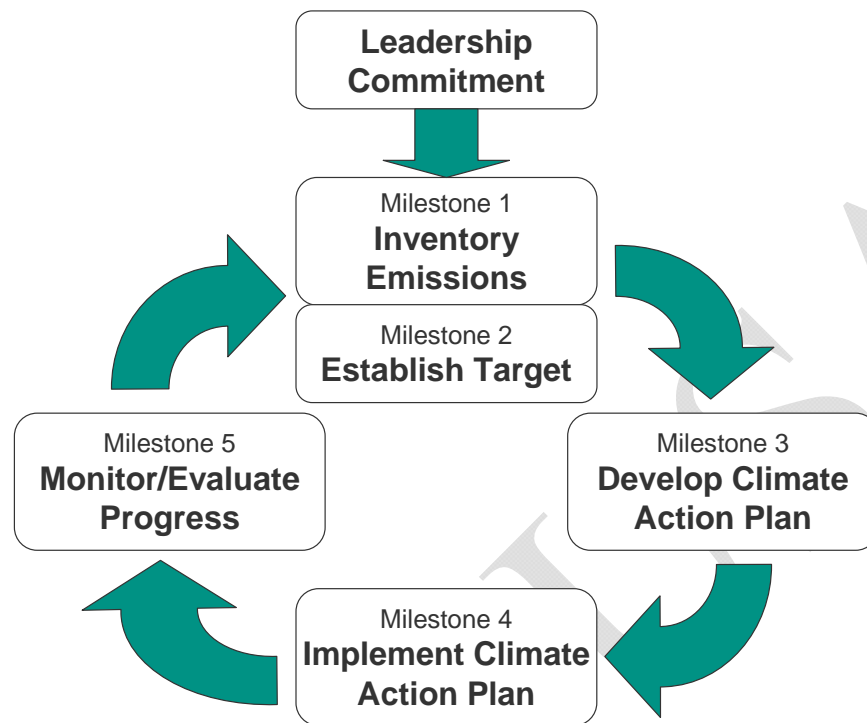 Leadership
Commitment
Milestone 1
Inventory
Emissions
Milestone 2
Establish Target
Milestone 3
Develop Climate
Action Plan
Milestone 4
Implement Climate
Action Plan
Milestone 5
Monitor/Evaluate
Progress